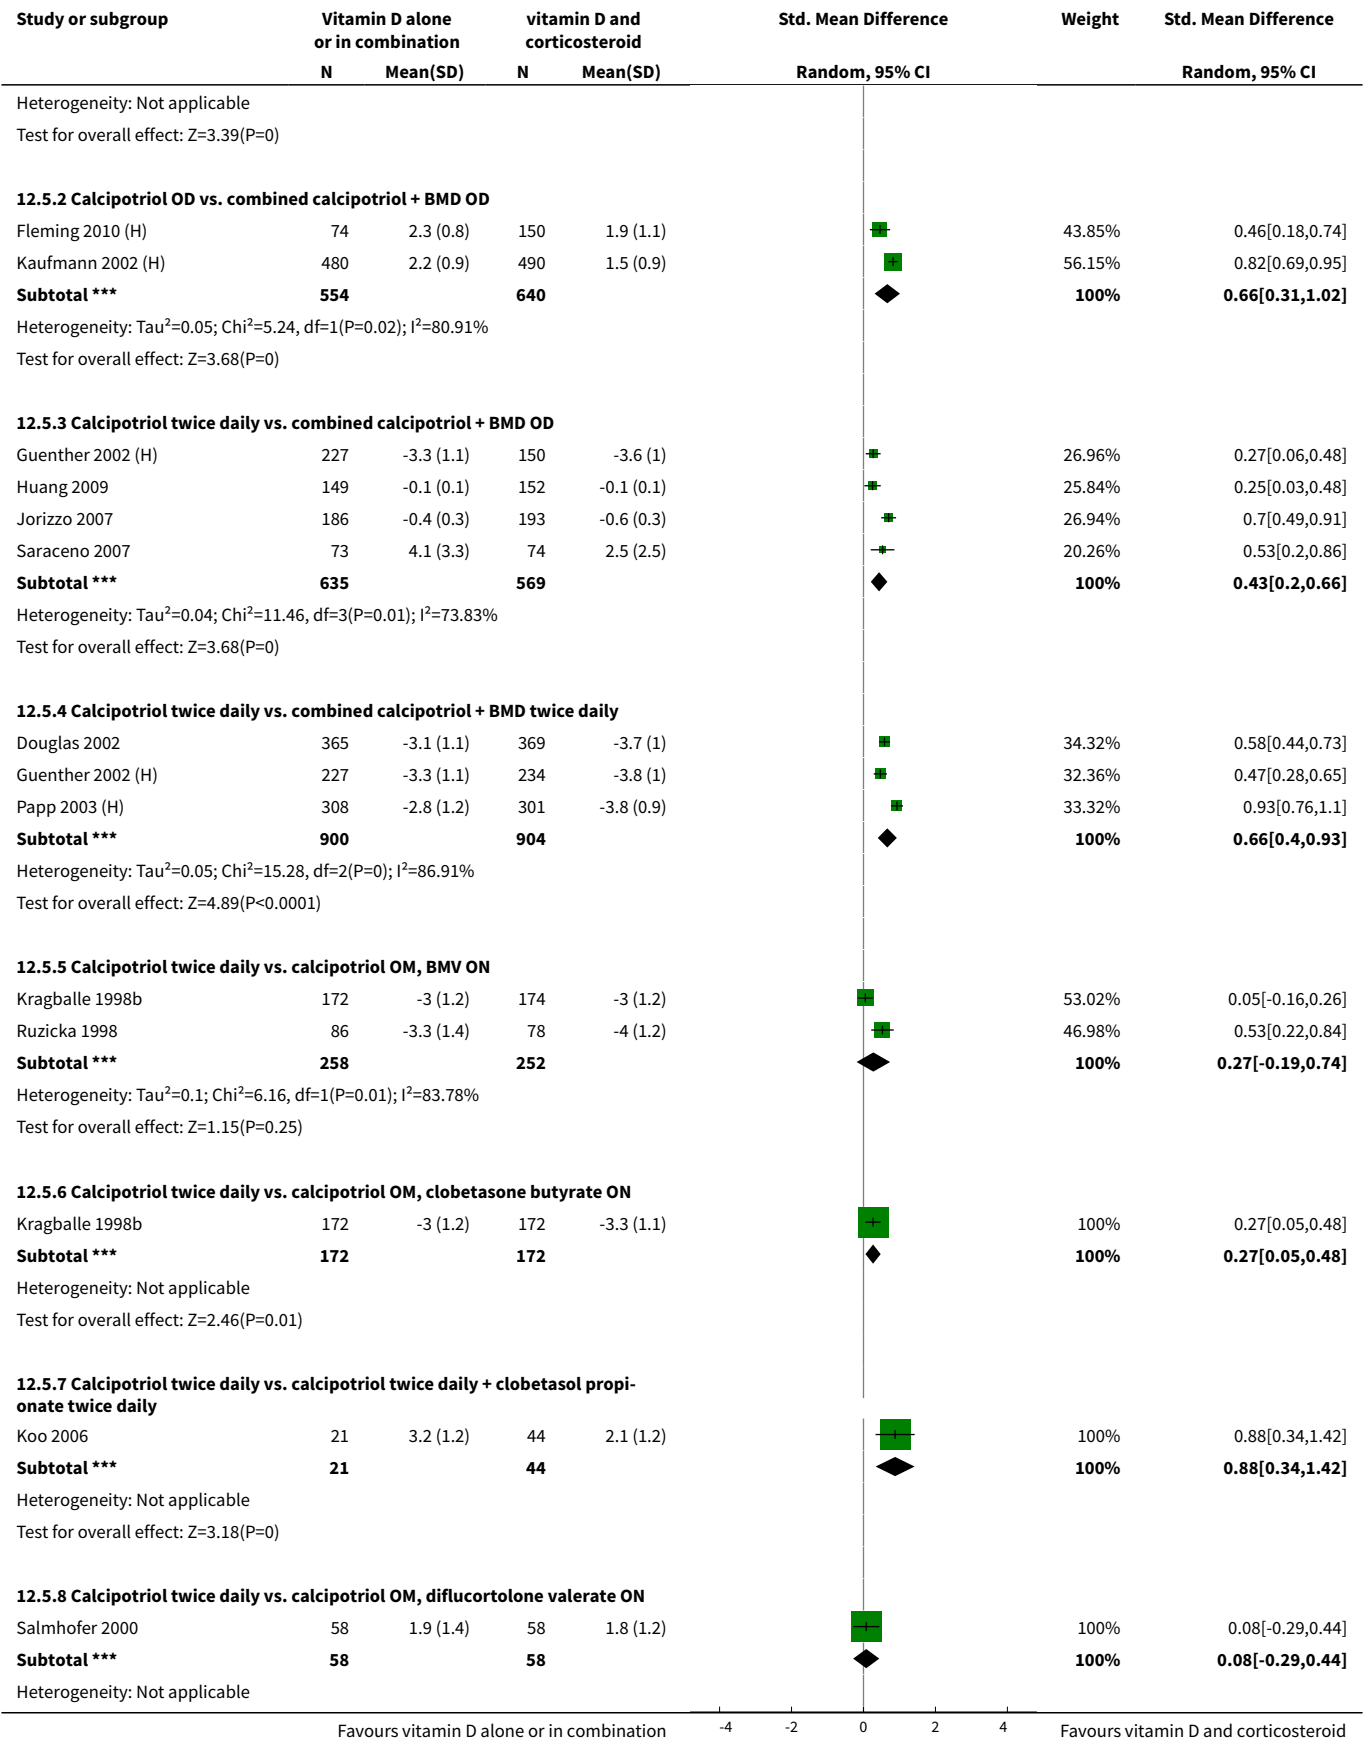 Study or subgroup Vitamin D alone or in combination vitamin D and corticosteroid Std. Mean Difference Weight Std. Mean Difference
N Mean(SD) N Mean(SD) Random, 95% CI Random, 95% CI
Heterogeneity: Not applicable
Test for overall effect: Z=3.39(P=0)
12.5.2 Calcipotriol OD vs. combined calcipotriol + BMD OD
Fleming 2010 (H) 74 2.3 (0.8) 150 1.9 (1.1) 43.85% 0.46[0.18,0.74]
Kaufmann 2002 (H) 480 2.2 (0.9) 490 1.5 (0.9) 56.15% 0.82[0.69,0.95]
Subtotal *** 554 640 100% 0.66[0.31,1.02]
Heterogeneity: Tau²=0.05; Chi²=5.24, df=1(P=0.02); I²=80.91%
Test for overall effect: Z=3.68(P=0)
12.5.3 Calcipotriol twice daily vs. combined calcipotriol + BMD OD
Guenther 2002 (H) 227 -3.3 (1.1) 150 -3.6 (1) 26.96% 0.27[0.06,0.48]
Huang 2009 149 -0.1 (0.1) 152 -0.1 (0.1) 25.84% 0.25[0.03,0.48]
Jorizzo 2007 186 -0.4 (0.3) 193 -0.6 (0.3) 26.94% 0.7[0.49,0.91]
Saraceno 2007 73 4.1 (3.3) 74 2.5 (2.5) 20.26% 0.53[0.2,0.86]
Subtotal *** 635 569 100% 0.43[0.2,0.66]
Heterogeneity: Tau²=0.04; Chi²=11.46, df=3(P=0.01); I²=73.83%
Test for overall effect: Z=3.68(P=0)
12.5.4 Calcipotriol twice daily vs. combined calcipotriol + BMD twice daily
Douglas 2002 365 -3.1 (1.1) 369 -3.7 (1) 34.32% 0.58[0.44,0.73]
Guenther 2002 (H) 227 -3.3 (1.1) 234 -3.8 (1) 32.36% 0.47[0.28,0.65]
Papp 2003 (H) 308 -2.8 (1.2) 301 -3.8 (0.9) 33.32% 0.93[0.76,1.1]
Subtotal *** 900 904 100% 0.66[0.4,0.93]
Heterogeneity: Tau²=0.05; Chi²=15.28, df=2(P=0); I²=86.91%
Test for overall effect: Z=4.89(P<0.0001)
12.5.5 Calcipotriol twice daily vs. calcipotriol OM, BMV ON
Kragballe 1998b 172 -3 (1.2) 174 -3 (1.2) 53.02% 0.05[-0.16,0.26]
Ruzicka 1998 86 -3.3 (1.4) 78 -4 (1.2) 46.98% 0.53[0.22,0.84]
Subtotal *** 258 252 100% 0.27[-0.19,0.74]
Heterogeneity: Tau²=0.1; Chi²=6.16, df=1(P=0.01); I²=83.78%
Test for overall effect: Z=1.15(P=0.25)
12.5.6 Calcipotriol twice daily vs. calcipotriol OM, clobetasone butyrate ON
Kragballe 1998b 172 -3 (1.2) 172 -3.3 (1.1) 100% 0.27[0.05,0.48]
Subtotal *** 172 172 100% 0.27[0.05,0.48]
Heterogeneity: Not applicable
Test for overall effect: Z=2.46(P=0.01)
12.5.7 Calcipotriol twice daily vs. calcipotriol twice daily + clobetasol propi-
onate twice daily
Koo 2006 21 3.2 (1.2) 44 2.1 (1.2) 100% 0.88[0.34,1.42]
Subtotal *** 21 44 100% 0.88[0.34,1.42]
Heterogeneity: Not applicable
Test for overall effect: Z=3.18(P=0)
12.5.8 Calcipotriol twice daily vs. calcipotriol OM, diflucortolone valerate ON
Salmhofer 2000 58 1.9 (1.4) 58 1.8 (1.2) 100% 0.08[-0.29,0.44]
Subtotal *** 58 58 100% 0.08[-0.29,0.44]
Heterogeneity: Not applicable
Favours vitamin D alone or in combination -4 -2 0 2 4 Favours vitamin D and corticosteroid